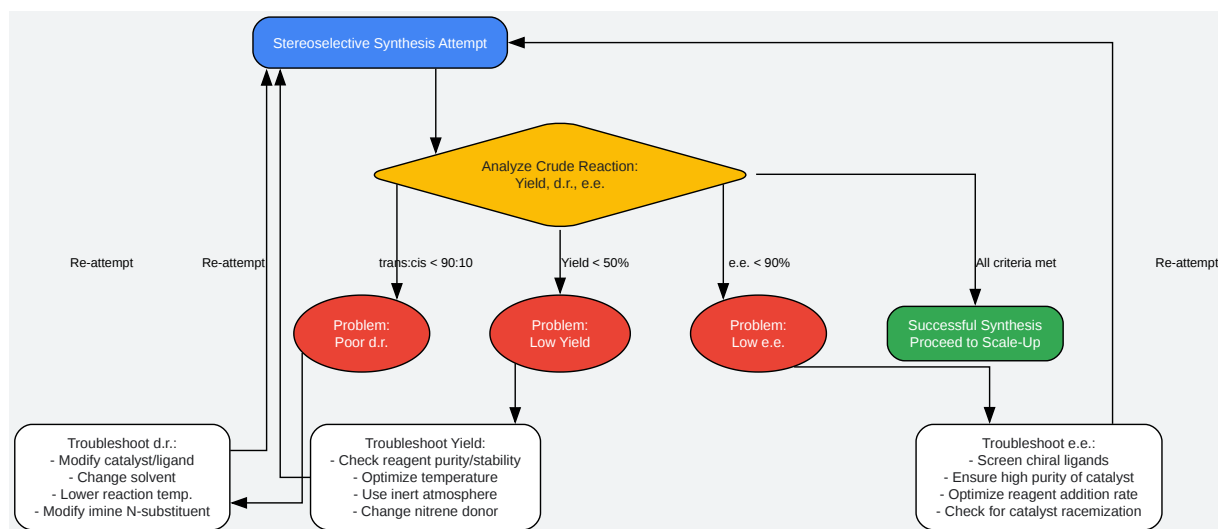 Stereoselective Synthesis Attempt
Analyze Crude Reaction:
Yield, d.r., e.e.
Re-attempt
Re-attempt
trans:cis < 90:10
Yield < 50%
e.e. < 90%
All criteria met
Re-attempt
Problem:
Poor d.r.
Problem:
Low Yield
Problem:
Low e.e.
Successful Synthesis
Proceed to Scale-Up
Troubleshoot d.r.:
- Modify catalyst/ligand
- Change solvent
- Lower reaction temp.
- Modify imine N-substituent
Troubleshoot Yield:
- Check reagent purity/stability
- Optimize temperature
- Use inert atmosphere
- Change nitrene donor
Troubleshoot e.e.:
- Screen chiral ligands
- Ensure high purity of catalyst
- Optimize reagent addition rate
- Check for catalyst racemization